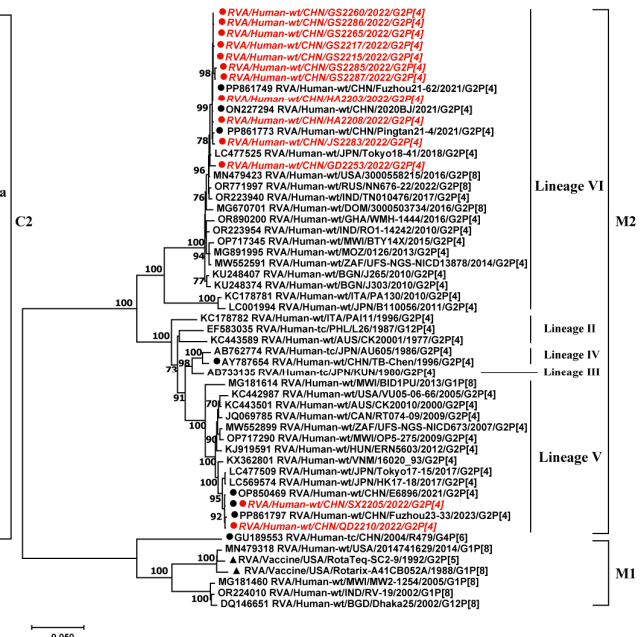 RVA/Human-wt/CHN/GS2260/2022/G2P[4]
RVA/Human-wt/CHN/GS2286/2022/G2P[4]
RVA/Human-wt/CHN/GS2265/2022/G2P[4]
RVA/Human-wt/CHN/GS2217/2022/G2P[4]
RVA/Human-wt/CHN/GS2215/2022/G2P[4]
RVA/Human-wt/CHN/GS2285/2022/G2P[4]
98
RVA/Human-wt/CHN/GS2287/2022/G2P[4]
PP861749 RVA/Human-wt/CHN/Fuzhou21-62/2021/G2P[4]
RVA/Human-wt/CHN/HA2203/2022/G2P[4]
99
ON227294 RVA/Human-wt/CHN/2020BJ/2021/G2P[4]
RVA/Human-wt/CHN/HA2208/2022/G2P[4]
PP861773 RVA/Human-wt/CHN/Pingtan21-4/2021/G2P[4]
78
RVA/Human-wt/CHN/JS2283/2022/G2P[4]
LC477525 RVA/Human-wt/JPN/Tokyo18-41/2018/G2P[4]
RVA/Human-wt/CHN/GD2253/2022/G2P[4]
96
MN479423 RVA/Human-wt/USA/3000558215/2016/G2P[8]
Lineage VI
OR771997 RVA/Human-wt/RUS/NN676-22/2022/G2P[8]
a
76
OR223940 RVA/Human-wt/IND/TN010476/2017/G2P[4]
MG670701 RVA/Human-wt/DOM/3000503734/2016/G2P[8]
C2
M2
OR890200 RVA/Human-wt/GHA/WMH-1444/2016/G2P[4]
OR223954 RVA/Human-wt/IND/RO1-14242/2010/G2P[4]
100
OP717345 RVA/Human-wt/MWI/BTY14X/2015/G2P[4]
MG891995 RVA/Human-wt/MOZ/0126/2013/G2P[4]
94
MW552591 RVA/Human-wt/ZAF/UFS-NGS-NICD13878/2014/G2P[4]
100
KU248407 RVA/Human-wt/BGN/J265/2010/G2P[4]
77
KU248374 RVA/Human-wt/BGN/J303/2010/G2P[4]
100
KC178781 RVA/Human-wt/ITA/PA130/2010/G2P[4]
100
LC001994 RVA/Human-wt/JPN/B110056/2011/G2P[4]
KC178782 RVA/Human-wt/ITA/PAI11/1996/G2P[4]
EF583035 RVA/Human-tc/PHL/L26/1987/G12P[4]
Lineage II
KC443589 RVA/Human-wt/AUS/CK20001/1977/G2P[4]
100
AB762774 RVA/Human-tc/JPN/AU605/1986/G2P[4]
Lineage IV
98
AY787654 RVA/Human-wt/CHN/TB-Chen/1996/G2P[4]
73
AB733135 RVA/Human-tc/JPN/KUN/1980/G2P[4]
Lineage III
MG181614 RVA/Human-wt/MWI/BID1PU/2013/G1P[8]
91
KC442987 RVA/Human-wt/USA/VU05-06-66/2005/G2P[4]
70
KC443501 RVA/Human-wt/AUS/CK20010/2000/G2P[4]
JQ069785 RVA/Human-wt/CAN/RT074-09/2009/G2P[4]
100
MW552899 RVA/Human-wt/ZAF/UFS-NGS-NICD673/2007/G2P[4]
90
OP717290 RVA/Human-wt/MWI/OP5-275/2009/G2P[4]
KJ919591 RVA/Human-wt/HUN/ERN5603/2012/G2P[4]
Lineage V
100
KX362801 RVA/Human-wt/VNM/16020_93/G2P[4]
LC477509 RVA/Human-wt/JPN/Tokyo17-15/2017/G2P[4]
100
LC569574 RVA/Human-wt/JPN/HK17-18/2017/G2P[4]
OP850469 RVA/Human-wt/CHN/E6896/2021/G2P[4]
95
RVA/Human-wt/CHN/SX2205/2022/G2P[4]
92
PP861797 RVA/Human-wt/CHN/Fuzhou23-33/2023/G2P[4]
RVA/Human-wt/CHN/QD2210/2022/G2P[4]
GU189553 RVA/Human-tc/CHN/2004/R479/G4P[6]
100
MN479318 RVA/Human-wt/USA/2014741629/2014/G1P[8]
100
RVA/Vaccine/USA/RotaTeq-SC2-9/1992/G2P[5]
RVA/Vaccine/USA/Rotarix-A41CB052A/1988/G1P[8]
M1
MG181460 RVA/Human-wt/MWI/MW2-1254/2005/G1P[8]
OR224010 RVA/Human-wt/IND/RV-19/2002/G1P[8]
100
DQ146651 RVA/Human-wt/BGD/Dhaka25/2002/G12P[8]
0.050